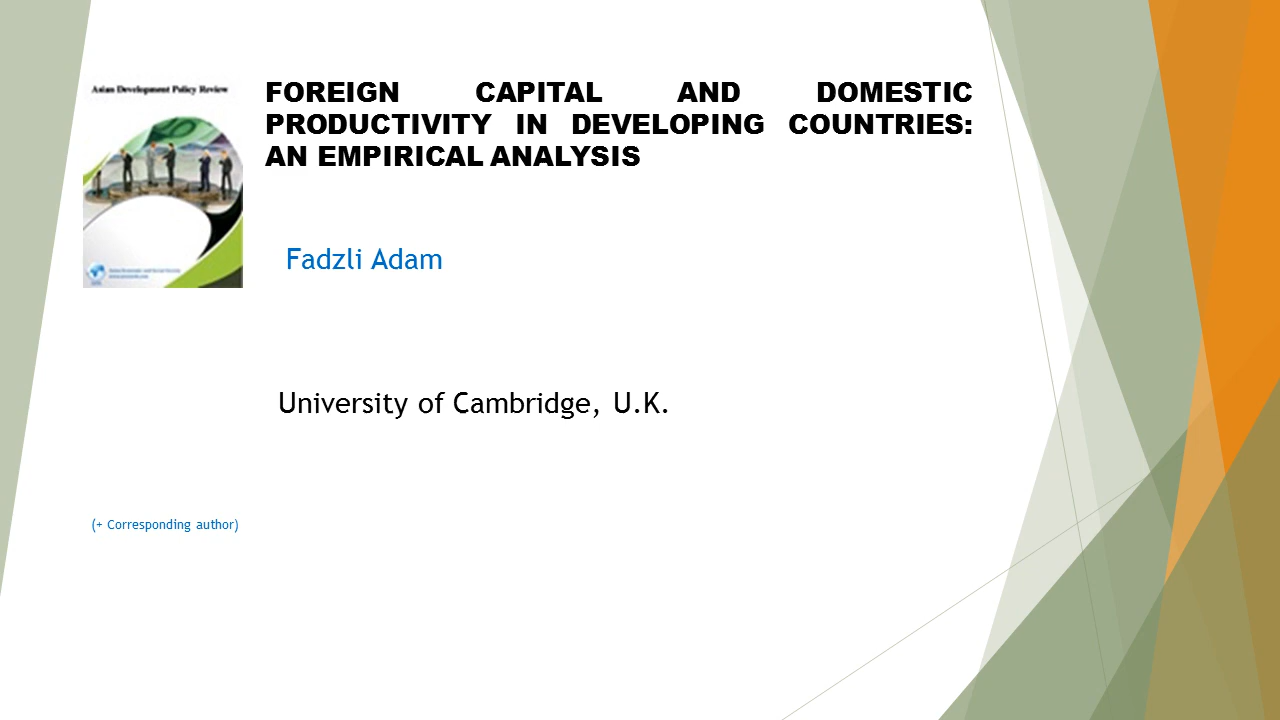 Asian Development Policy Review
FOREIGN CAPITAL AND DOMESTIC
PRODUCTIVITY IN DEVELOPING COUNTRIES:
AN EMPIRICAL ANALYSIS
Fadzli Adam
University of Cambridge, U.K.
(+ Corresponding author)